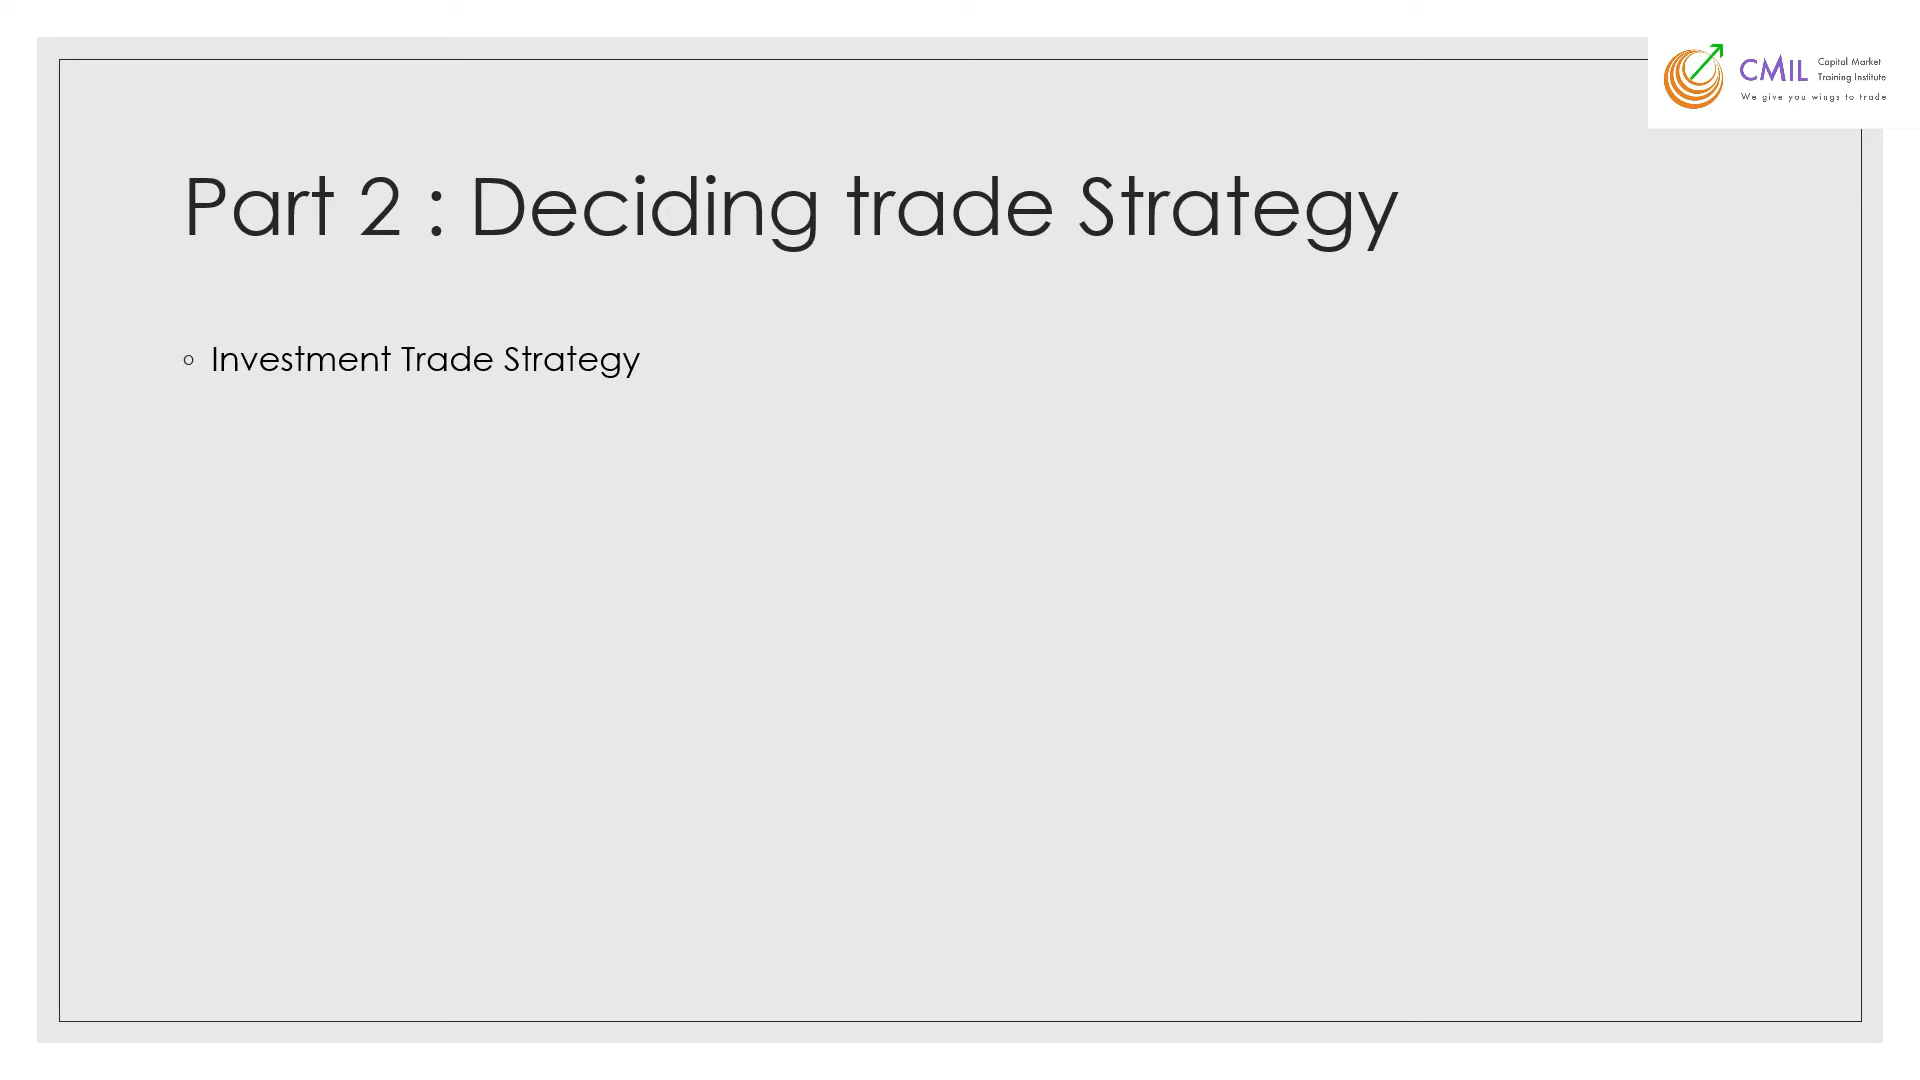 CMIL
Capital Market
Training Institute
We give you wings to trade
Part 2 : Deciding trade Strategy
◦ Investment Trade Strategy